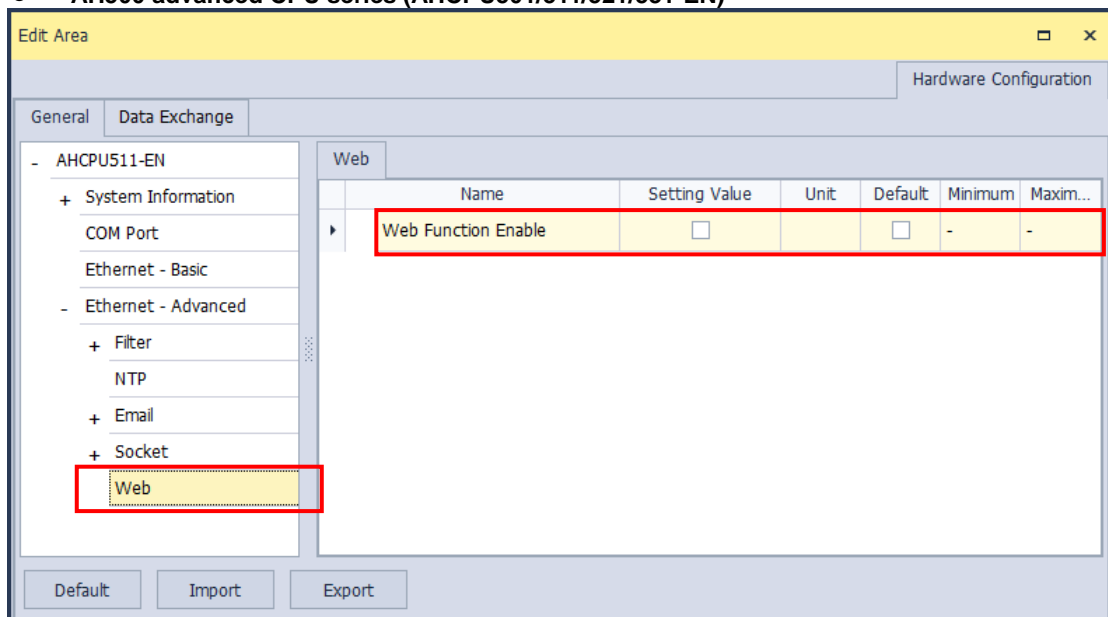 Edit Area
Hardware Configuration
General Data Exchange
- AHCPU511-EN
+ System Information
COM Port
Ethernet - Basic
- Ethernet - Advanced
+ Filter
NTP
+ Email
+ Socket
Web
Web
Name Setting Value Unit Default Minimum Maxim...
Web Function Enable - -
Default Import Export